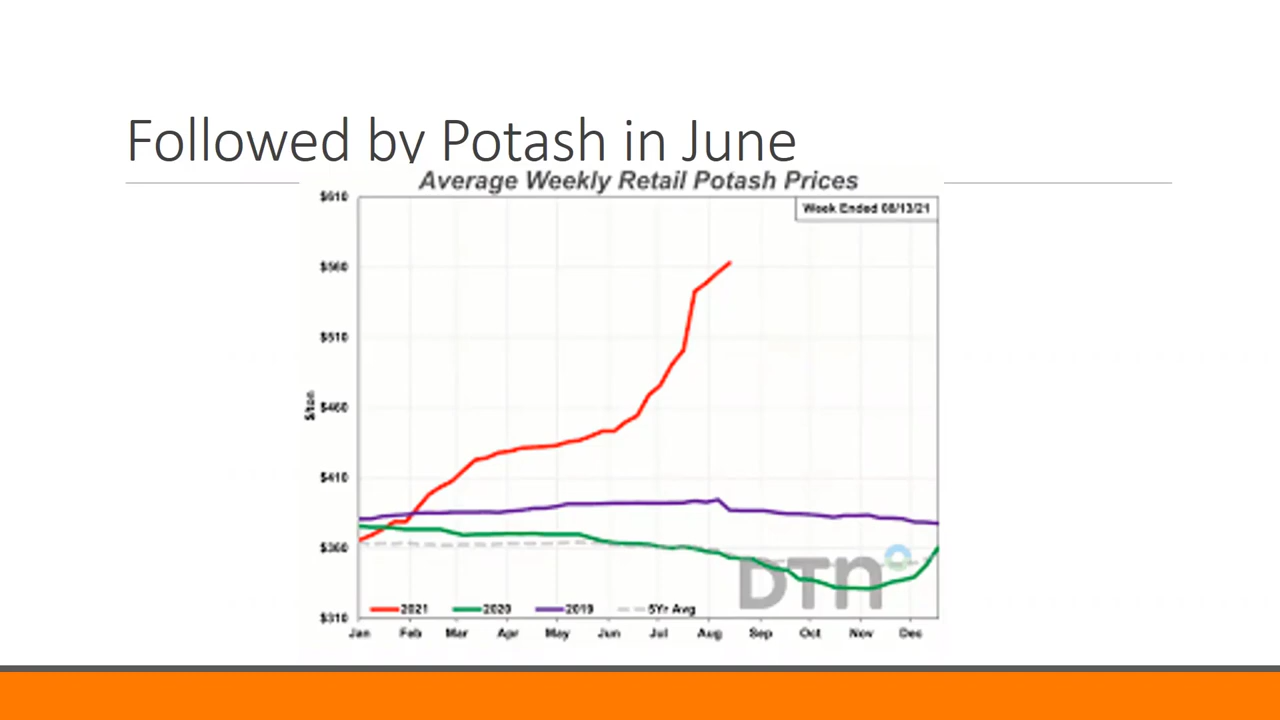 Followed by Potash in June
Average Weekly Retail Potash Prices
Week Ended 08/13/21
$610
$560
$510
$460
$410
$360
$310
$/ton
2021
2020
2019
5Yr Avg
DTN
Jan Feb Mar Apr May Jun Jul Aug Sep Oct Nov Dec